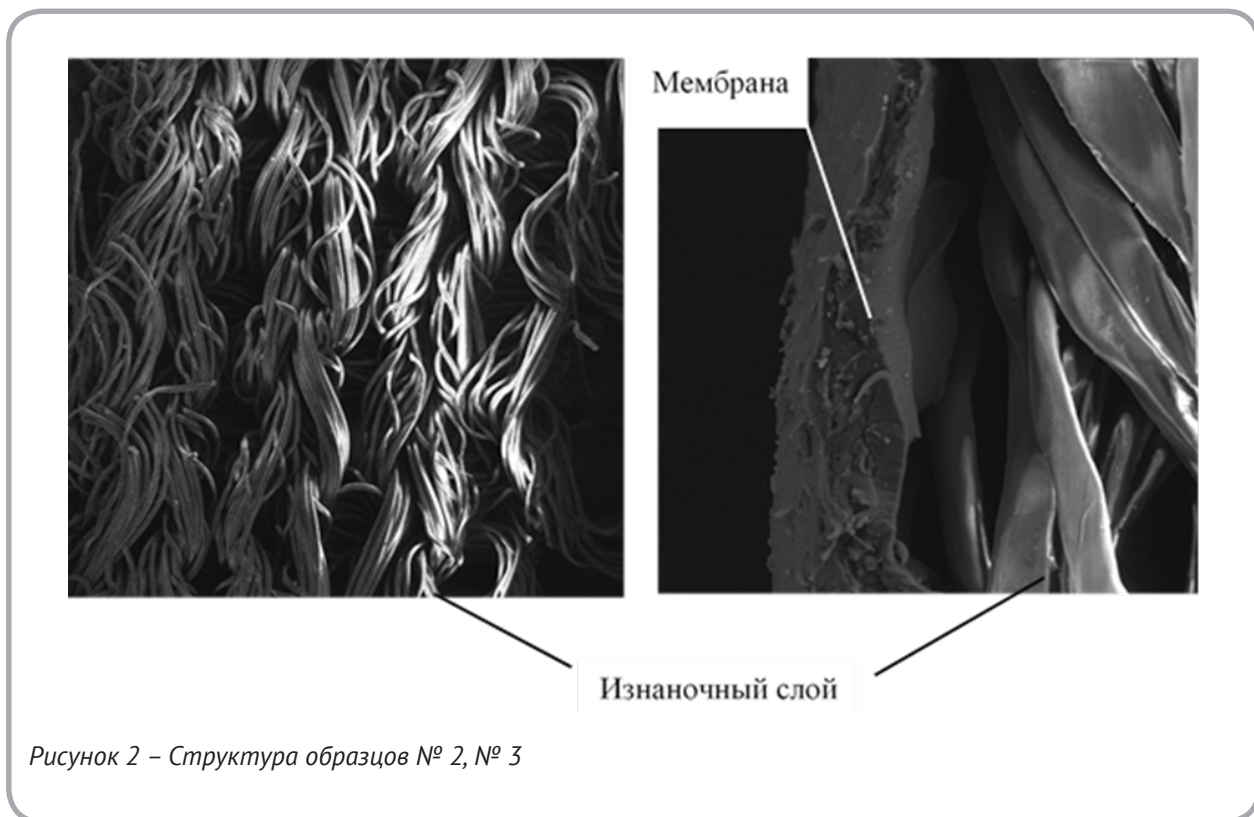 Мембрана
Изнаночный слой
Рисунок 2 – Структура образцов № 2, № 3